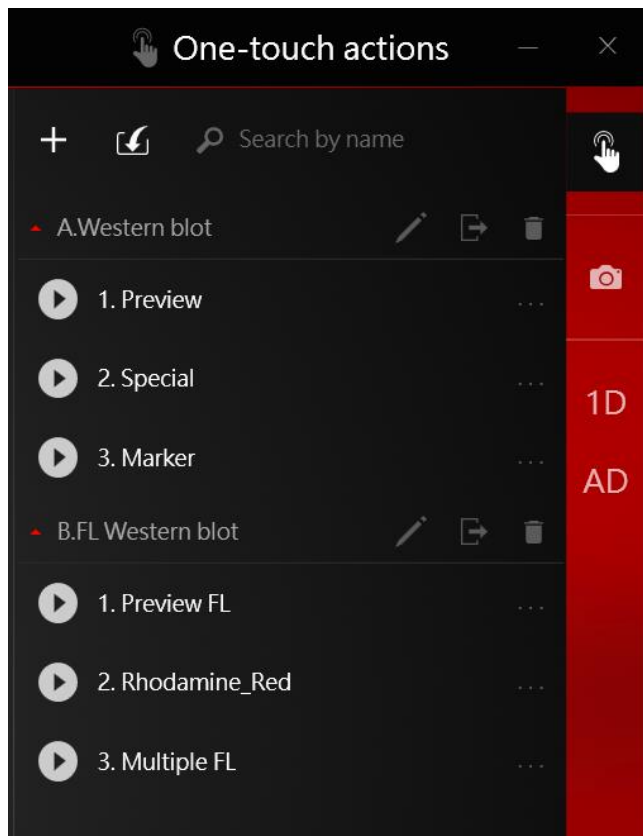 One-touch actions
Search by name
A.Western blot
1. Preview
2. Special
3. Marker
B.FL Western blot
1. Preview FL
2. Rhodamine_Red
3. Multiple FL
1D
AD